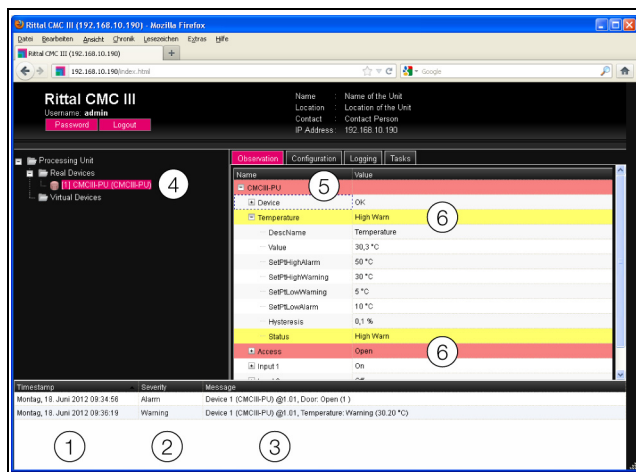 Rittal CMC III (192.168.10.190) - Mozilla Firefox
Datei Bearbeiten Ansicht Chronik Lesezeichen Extras Hilfe
Rittal CMC III (192.168.10.190) +
192.168.10.190/index.html Google
Rittal CMC III
Username: admin
Password Logout
Name : Name of the Unit
Location : Location of the Unit
Contact : Contact Person
IP Address: 192.168.10.190
Processing Unit
Real Devices
[1] CMCIII-PU (CMCIII-PU) 4
Virtual Devices
Observation Configuration Logging Tasks
Name Value
CMCIII-PU 5
Device OK
Temperature High Warn 6
DescName Temperature
Value 30,3 °C
SetPtHighAlarm 50 °C
SetPtHighWarning 30 °C
SetPtLowWarning 5 °C
SetPtLowAlarm 10 °C
Hysteresis 0,1 %
Status High Warn
Access Open 6
Input 1 On
Timestamp Severity Message
Montag, 18. Juni 2012 09:34:56 Alarm Device 1 (CMCIII-PU) @1.01, Door: Open (1 )
Montag, 18. Juni 2012 09:36:19 Warning Device 1 (CMCIII-PU) @1.01, Temperature: Warning (30.20 °C)
1 2 3